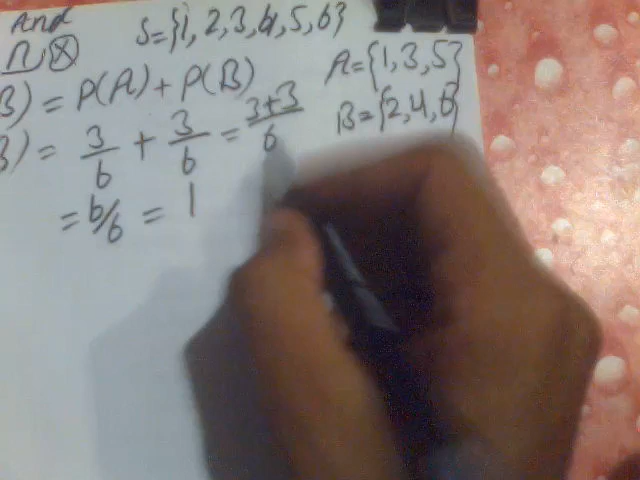 And
S={1, 2, 3, 4, 5, 6}
∩ ⊗
B) = P(A) + P(B)
A={1, 3, 5}
B={2, 4, 6}
) = 3/6 + 3/6 = 3+3/6
= 6/6 = 1